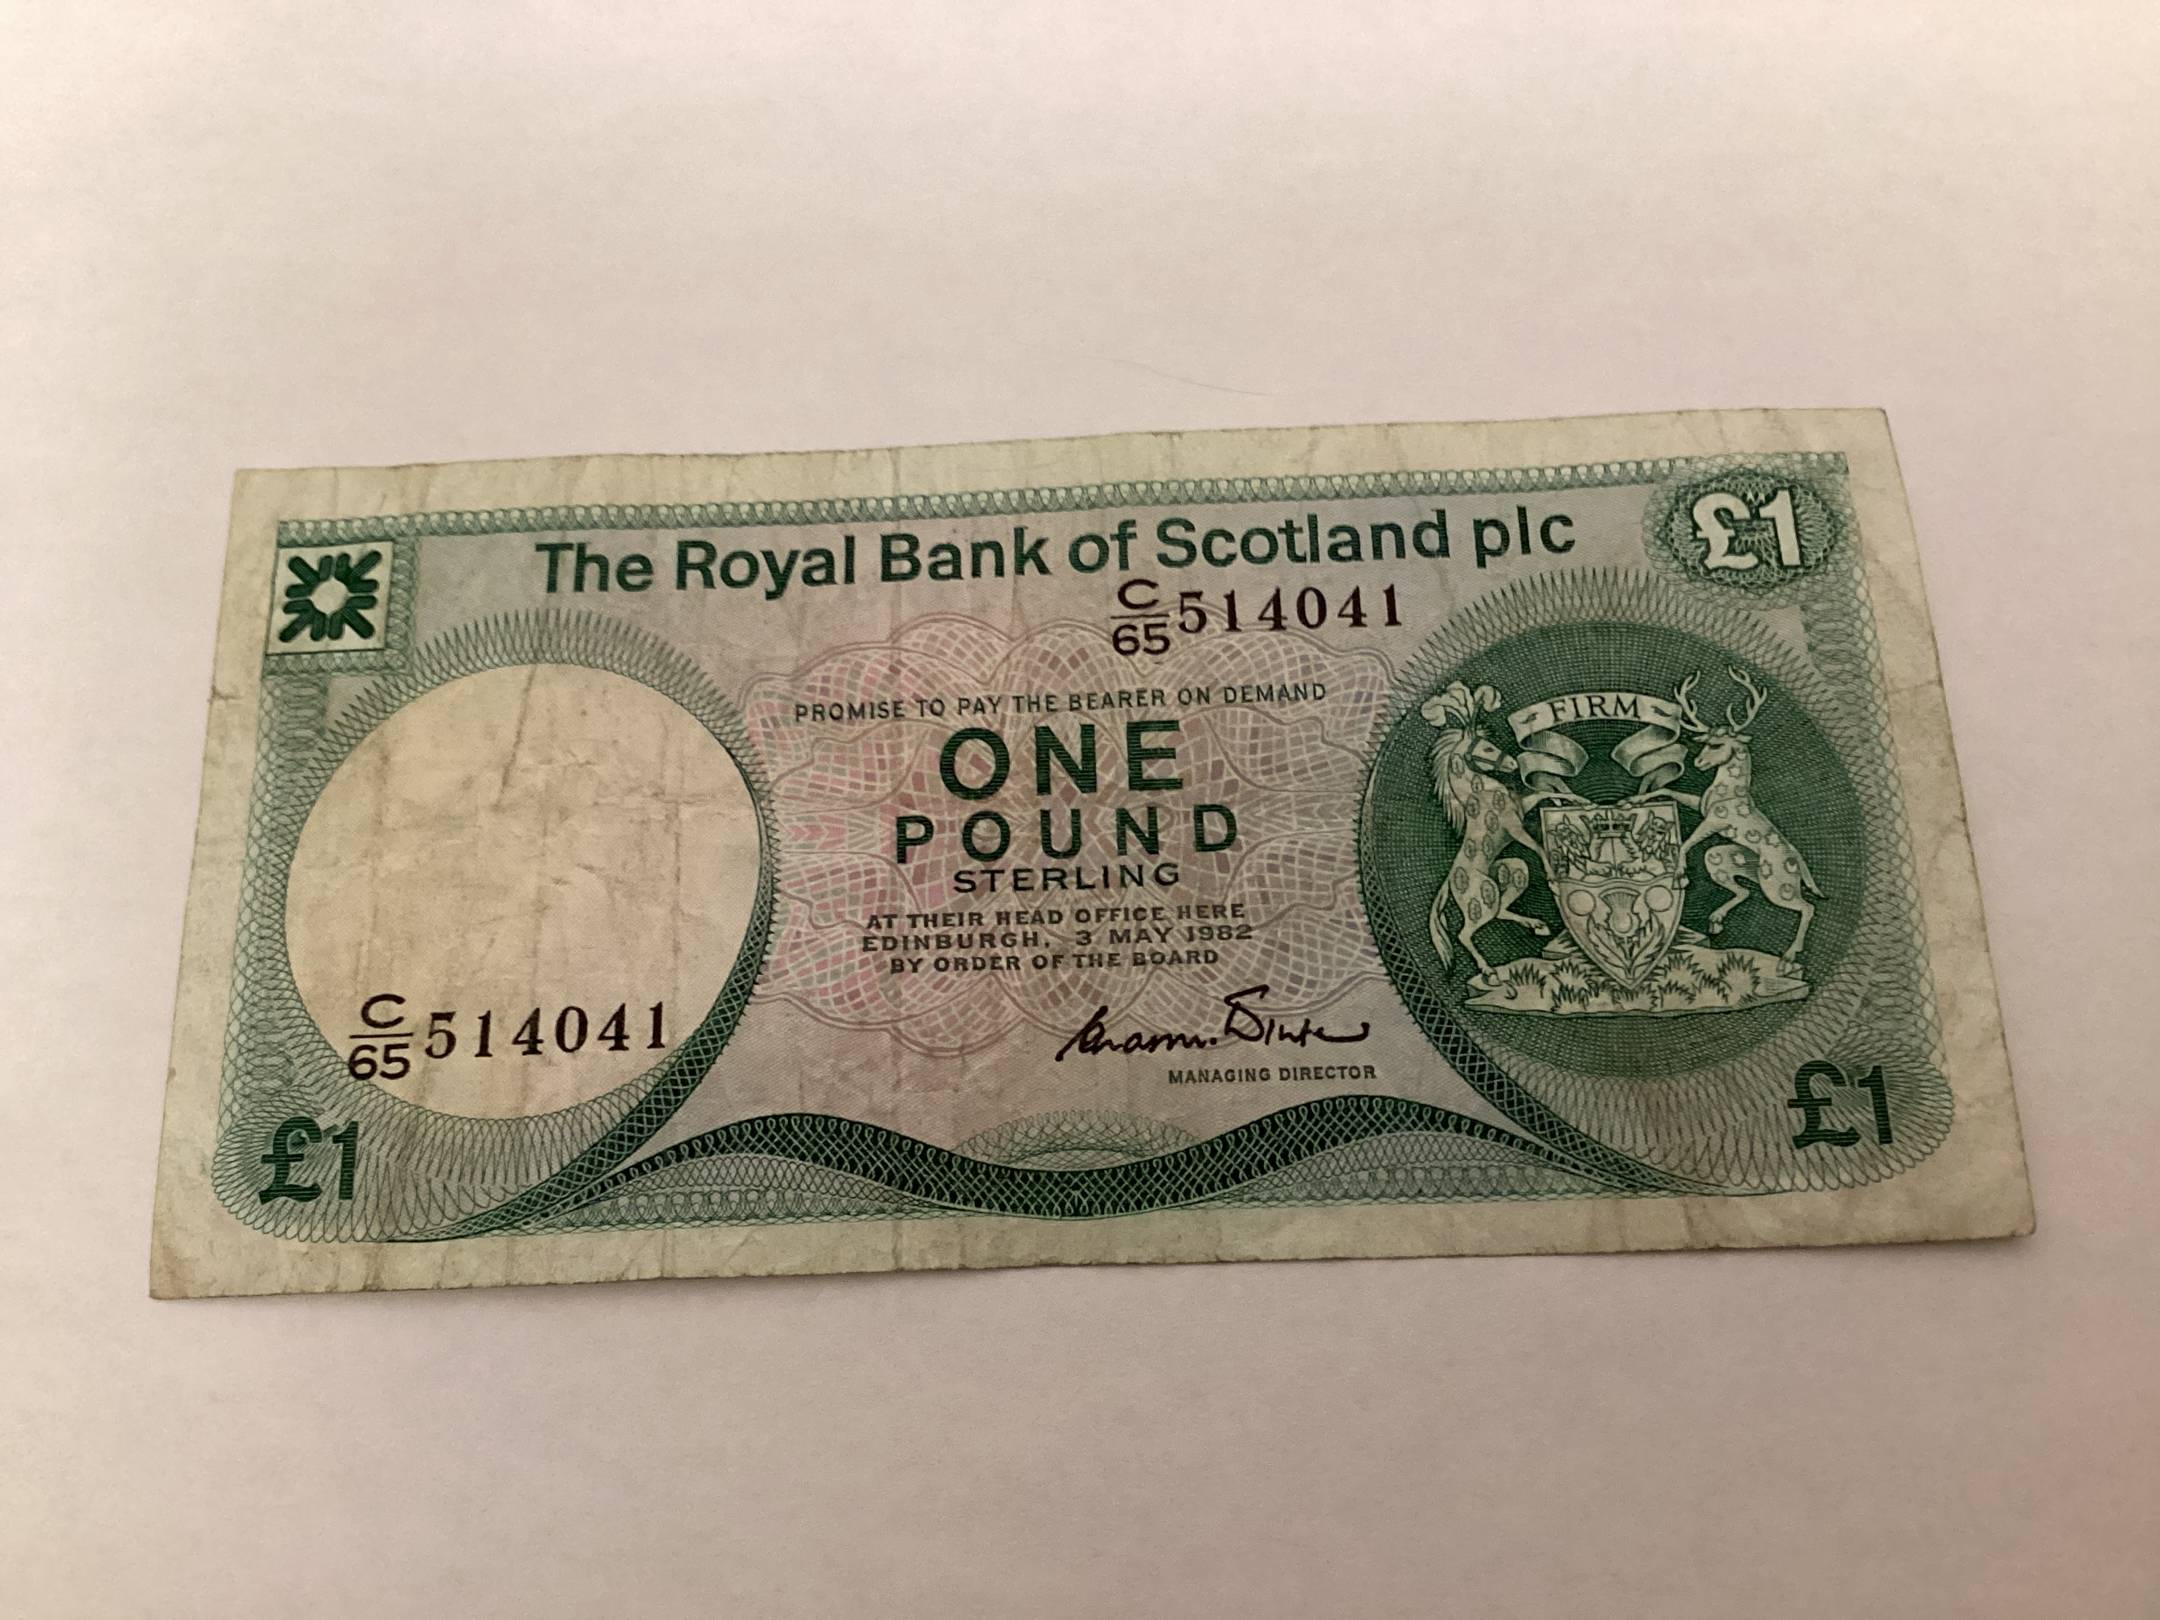 The Royal Bank of Scotland plc
£1
C/65 514041
FIRM
PROMISE TO PAY THE BEARER ON DEMAND
ONE
POUND
STERLING
AT THEIR HEAD OFFICE HERE
EDINBURGH, 3 MAY 1982
BY ORDER OF THE BOARD
C/65 514041
MANAGING DIRECTOR
£1
£1